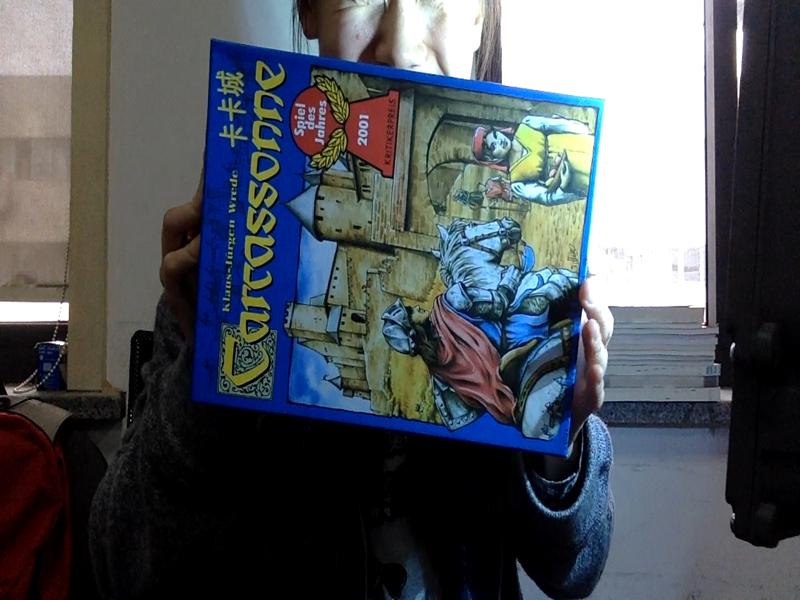 卡卡城
Klaus-Jürgen Wrede
Carcassonne
Spiel
des
Jahres
2001
KRITIKERPREIS